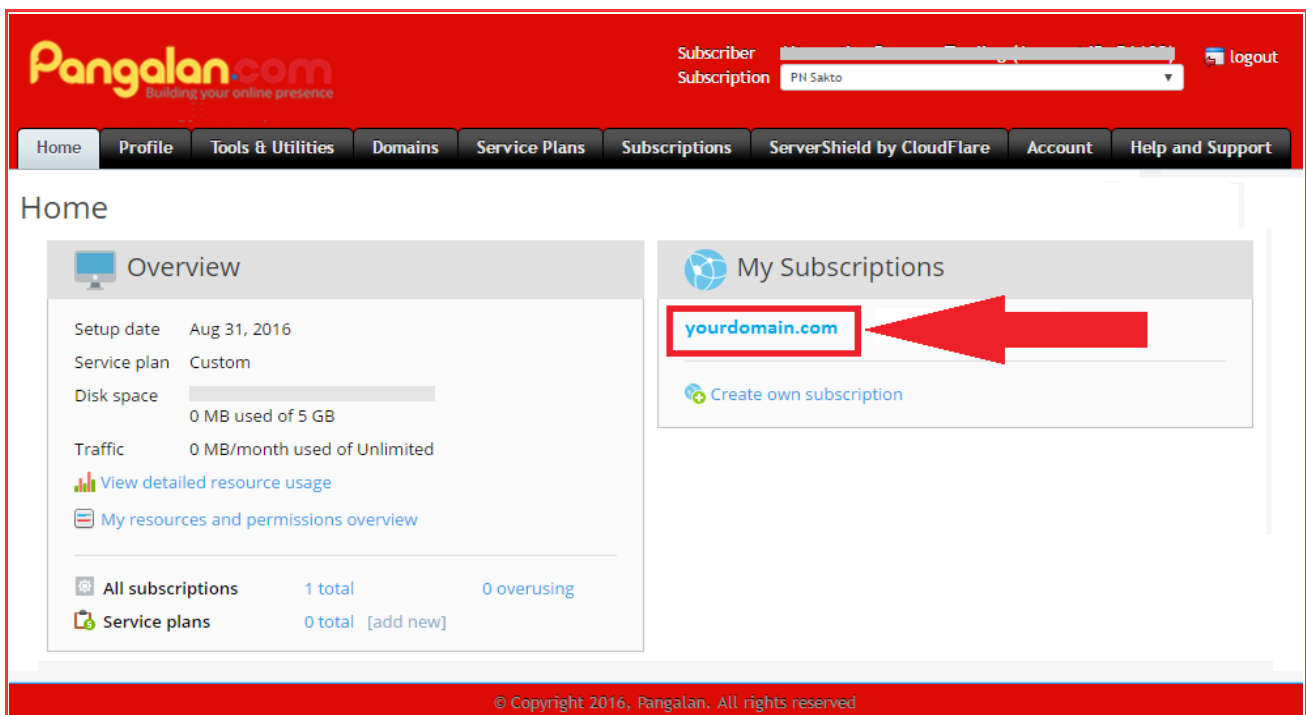 Pangalan.com
Building your online presence
Subscriber
logout
Subscription PN Sakto
Home Profile Tools & Utilities Domains Service Plans Subscriptions ServerShield by CloudFlare Account Help and Support
Home
Overview
Setup date Aug 31, 2016
Service plan Custom
Disk space
0 MB used of 5 GB
Traffic 0 MB/month used of Unlimited
View detailed resource usage
My resources and permissions overview
All subscriptions 1 total 0 overusing
Service plans 0 total [add new]
My Subscriptions
yourdomain.com
Create own subscription
© Copyright 2016, Pangalan. All rights reserved